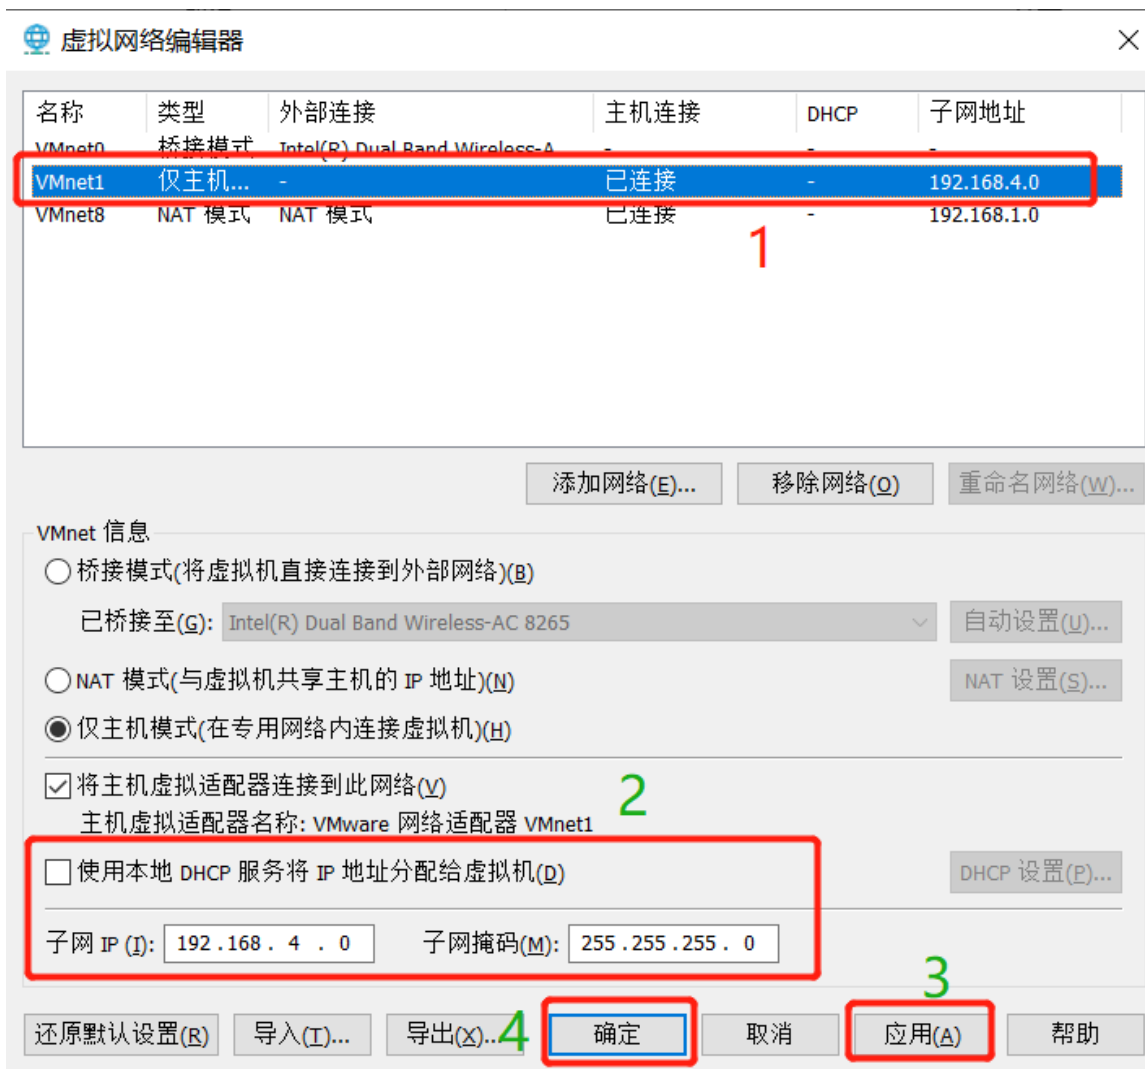 虚拟网络编辑器
名称 类型 外部连接 主机连接 DHCP 子网地址
VMnet0 桥接模式 Intel(R) Dual Band Wireless-A... - - -
VMnet1 仅主机... - 已连接 - 192.168.4.0
VMnet8 NAT 模式 NAT 模式 已连接 - 192.168.1.0
1
添加网络(E)... 移除网络(O) 重命名网络(W)...
VMnet 信息
桥接模式(将虚拟机直接连接到外部网络)(B)
已桥接至(G): Intel(R) Dual Band Wireless-AC 8265 自动设置(U)...
NAT 模式(与虚拟机共享主机的 IP 地址)(N) NAT 设置(S)...
仅主机模式(在专用网络内连接虚拟机)(H)
将主机虚拟适配器连接到此网络(V)
2
主机虚拟适配器名称: VMware 网络适配器 VMnet1
使用本地 DHCP 服务将 IP 地址分配给虚拟机(D) DHCP 设置(P)...
子网 IP (I): 192.168. 4 . 0 子网掩码(M): 255.255.255. 0
3
还原默认设置(R) 导入(T)... 导出(X)... 4 确定 取消 应用(A) 帮助